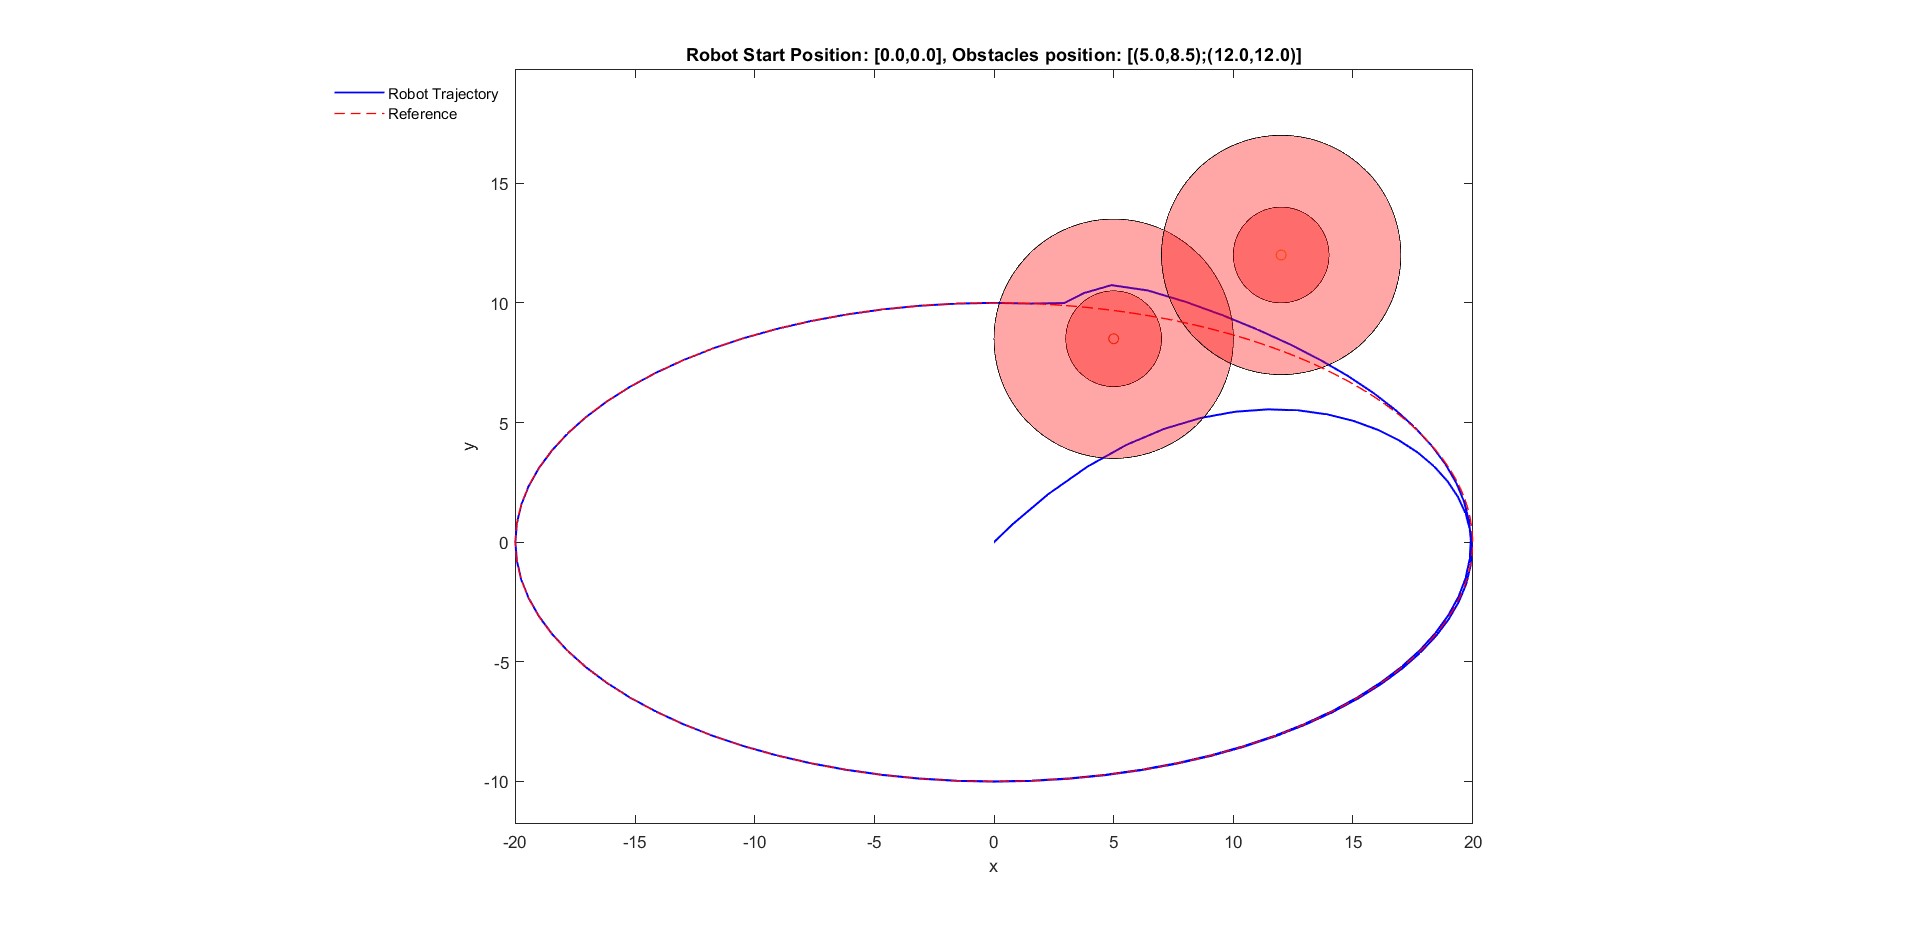 Robot Start Position: [0.0,0.0], Obstacles position: [(5.0,8.5);(12.0,12.0)]
Robot Trajectory
Reference
15
10
5
0
-5
-10
y
-20 -15 -10 -5 0 5 10 15 20
x